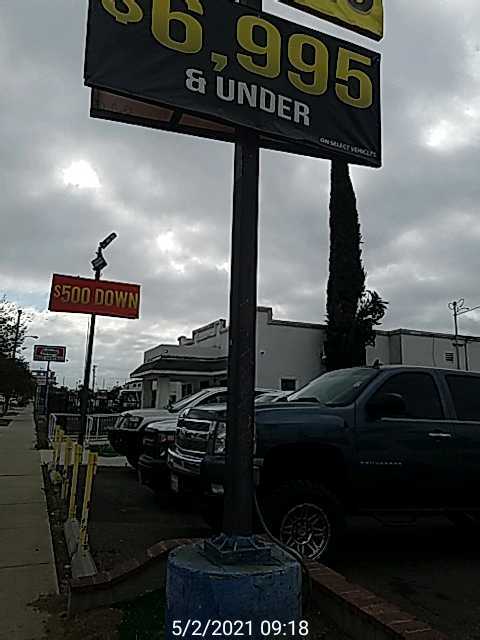 $6,995
& UNDER
ON SELECT VEHICLES
$500 DOWN
5/2/2021 09:18